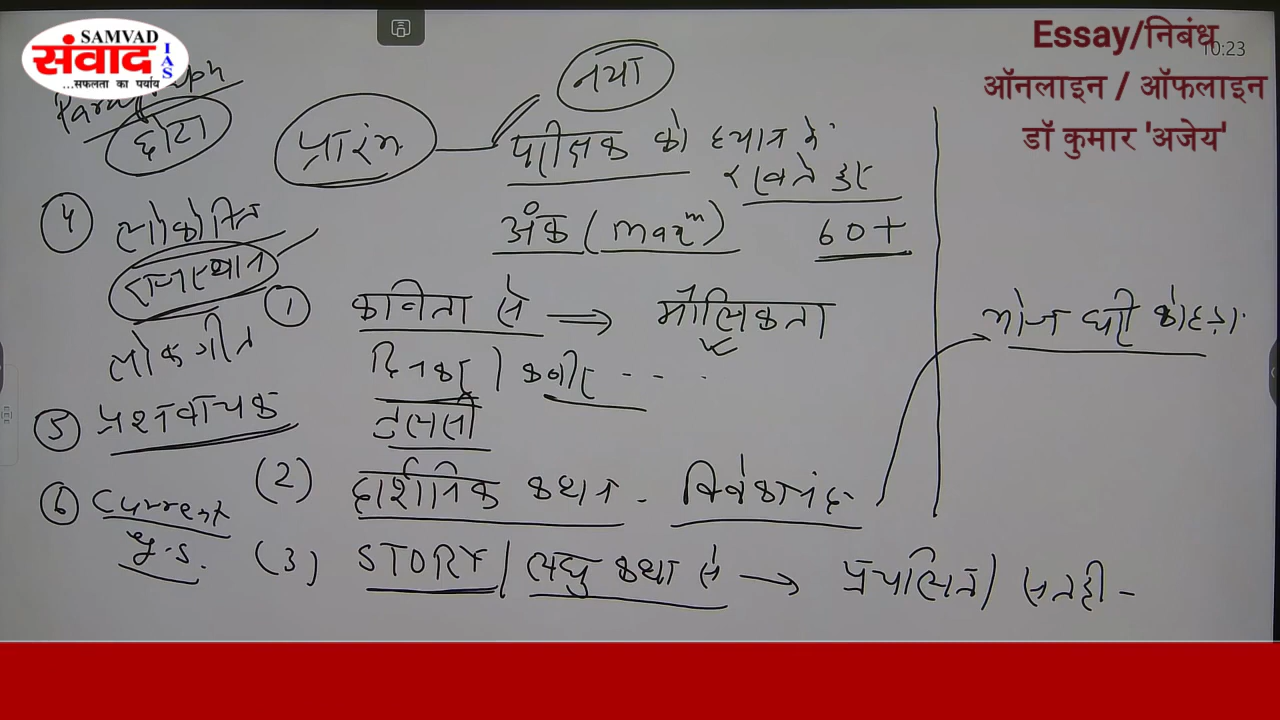 SAMVAD
IAS
संवाद
...सफलता का पर्याय
Essay/निबंध
ऑनलाइन / ऑफलाइन
डॉ कुमार 'अजेय'
10:23
नया
छोटा
प्रारंभ
परीक्षक को ध्यान में
रखते हुए
अंक (maxᵐ) 60+
④ लोकोक्ति
राजस्थान
लोकगीत
① कविता से → मौलिकता
दिनकर / कबीर - - - -
(2) दार्शनिक कथन - विवेकानंद
(3) STORY / लघु कथा से → प्रचलित / सतही -
⑤ प्रश्नवाचक
⑥ Current